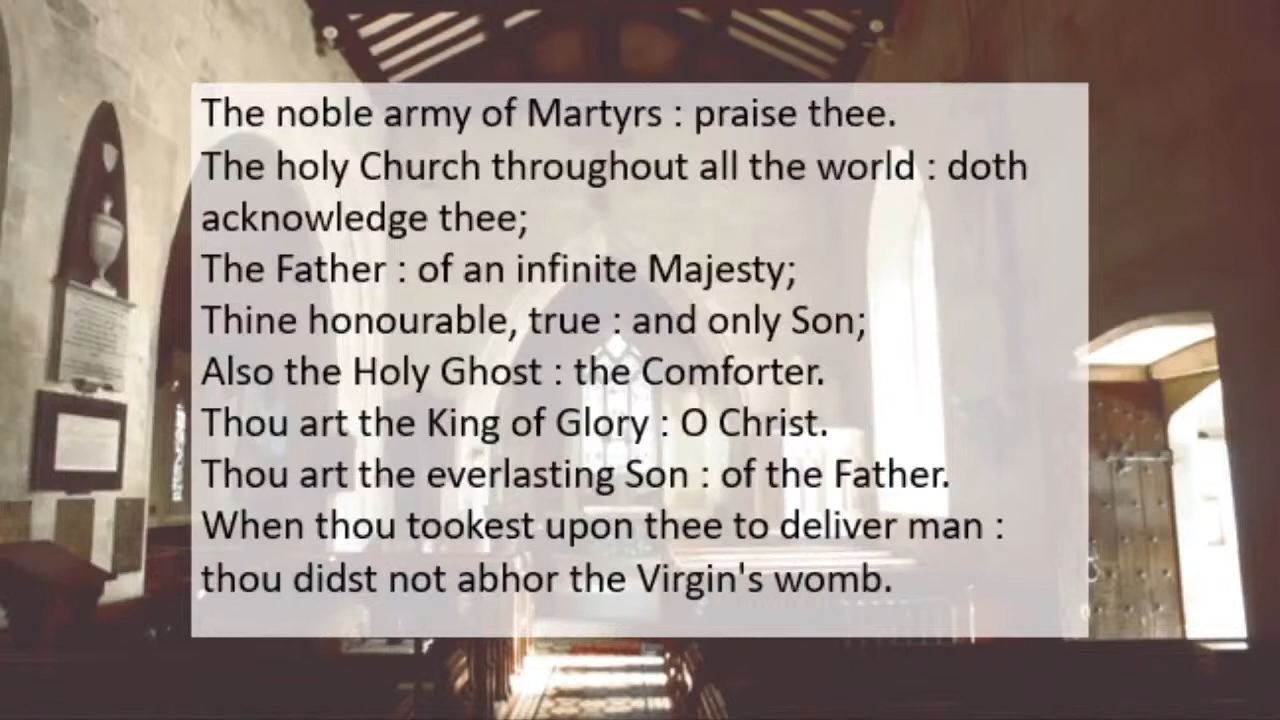 The noble army of Martyrs : praise thee.
The holy Church throughout all the world : doth
acknowledge thee;
The Father : of an infinite Majesty;
Thine honourable, true : and only Son;
Also the Holy Ghost : the Comforter.
Thou art the King of Glory : O Christ.
Thou art the everlasting Son : of the Father.
When thou tookest upon thee to deliver man :
thou didst not abhor the Virgin's womb.